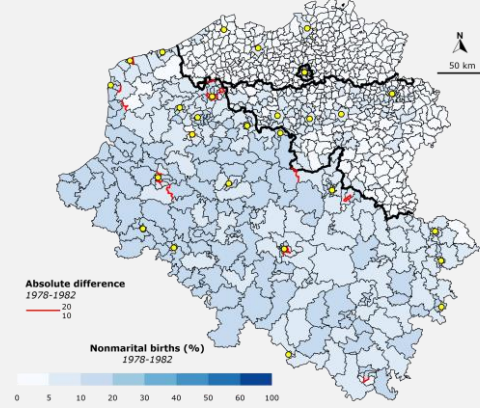 N
50 km
Absolute difference
1978-1982
20
10
Nonmarital births (%)
1978-1982
0 5 10 20 30 40 50 60 100